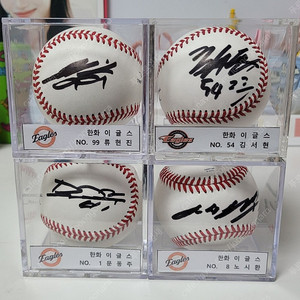 한화 이글스
NO. 99 류현진
Eagles
54
한화 이글스
NO. 54 김서현
한화 이글스
NO. 1 문동주
Eagles
한화 이글스
NO. 8 노시환
Eagles